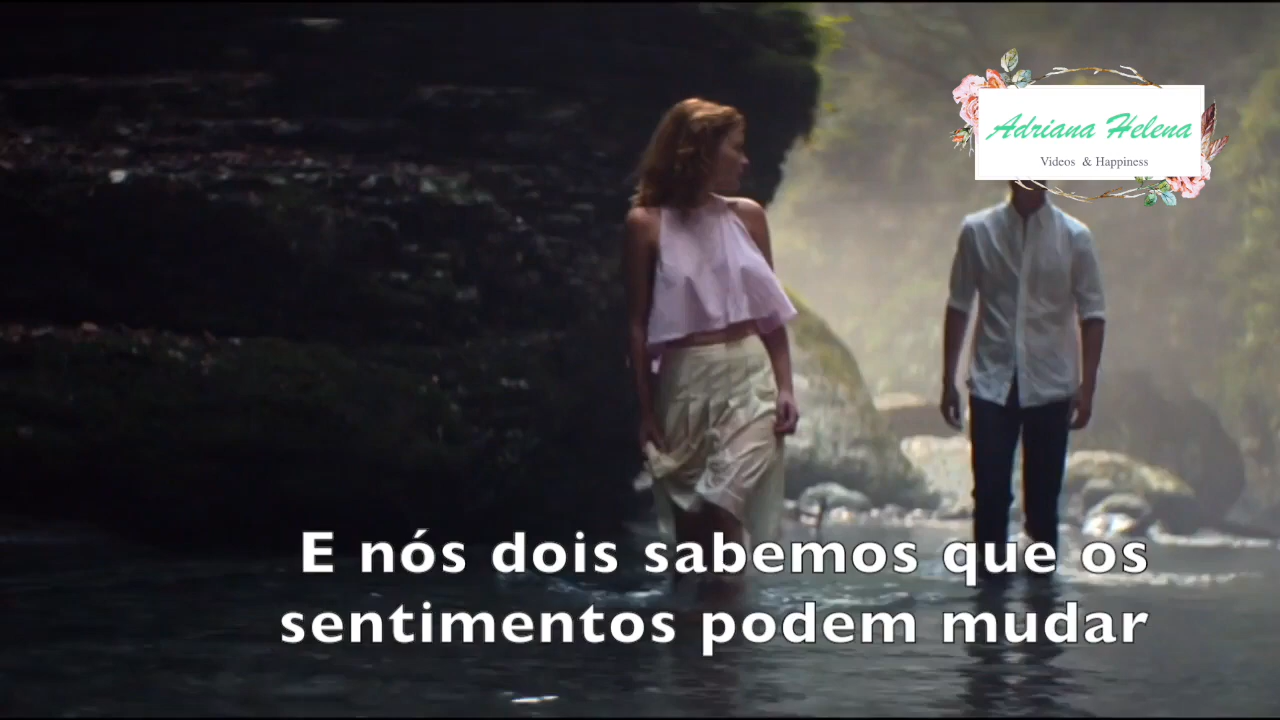 Adriana Helena
Videos & Happiness
E nós dois sabemos que os
sentimentos podem mudar